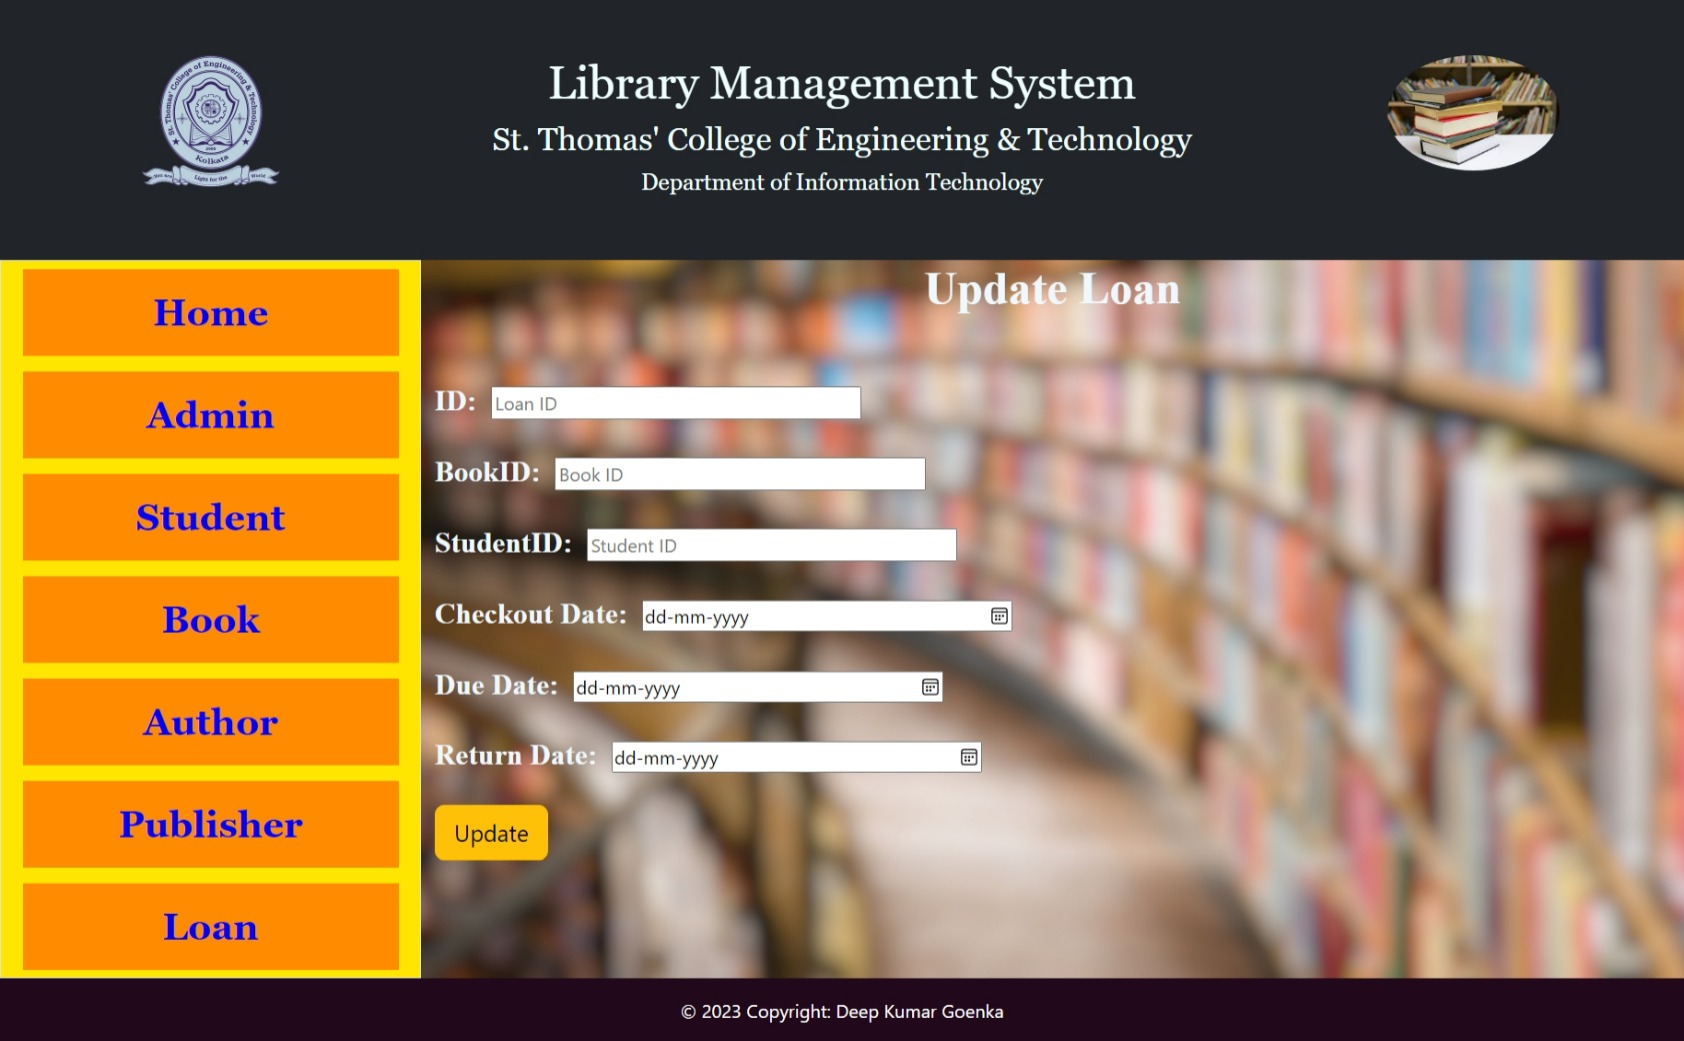 St. Thomas' College of Engineering & Technology
Kolkata
Library Management System
St. Thomas' College of Engineering & Technology
Department of Information Technology
Home
Admin
Student
Book
Author
Publisher
Loan
Update Loan
ID: Loan ID
BookID: Book ID
StudentID: Student ID
Checkout Date: dd-mm-yyyy
Due Date: dd-mm-yyyy
Return Date: dd-mm-yyyy
Update
© 2023 Copyright: Deep Kumar Goenka